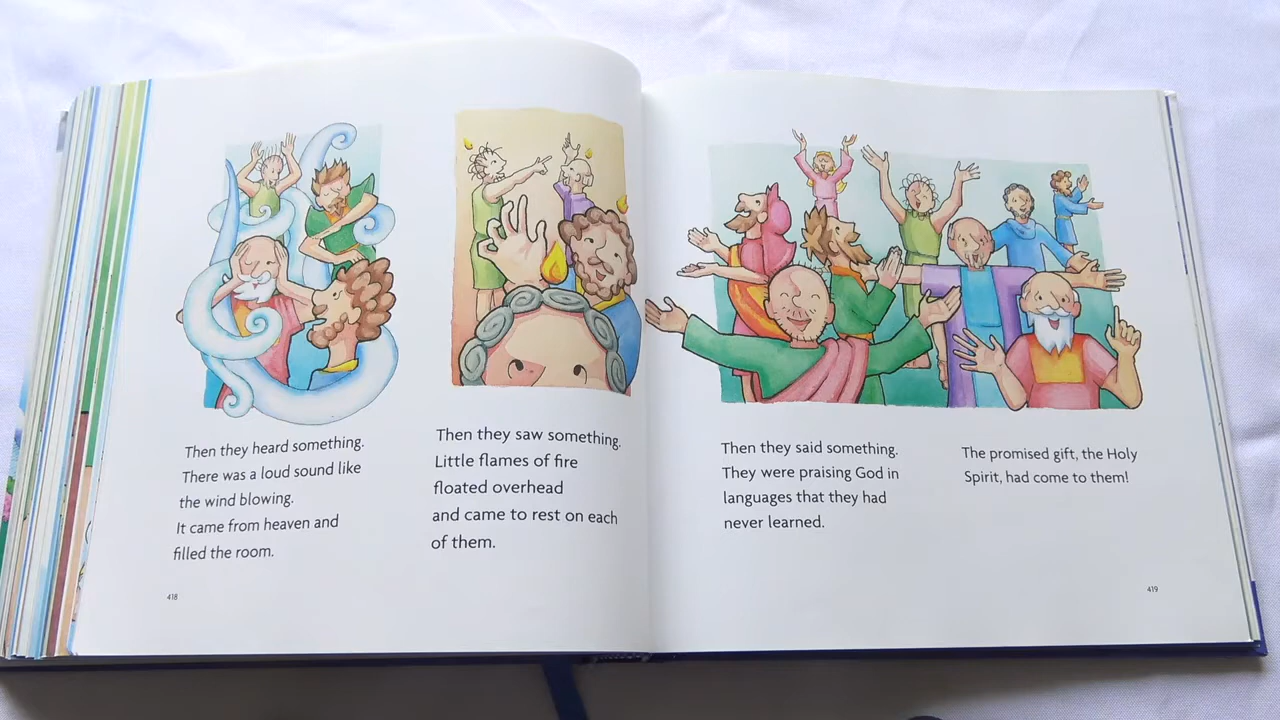 Then they heard something.
There was a loud sound like
the wind blowing.
It came from heaven and
filled the room.
Then they saw something.
Little flames of fire
floated overhead
and came to rest on each
of them.
418
Then they said something.
They were praising God in
languages that they had
never learned.
The promised gift, the Holy
Spirit, had come to them!
419